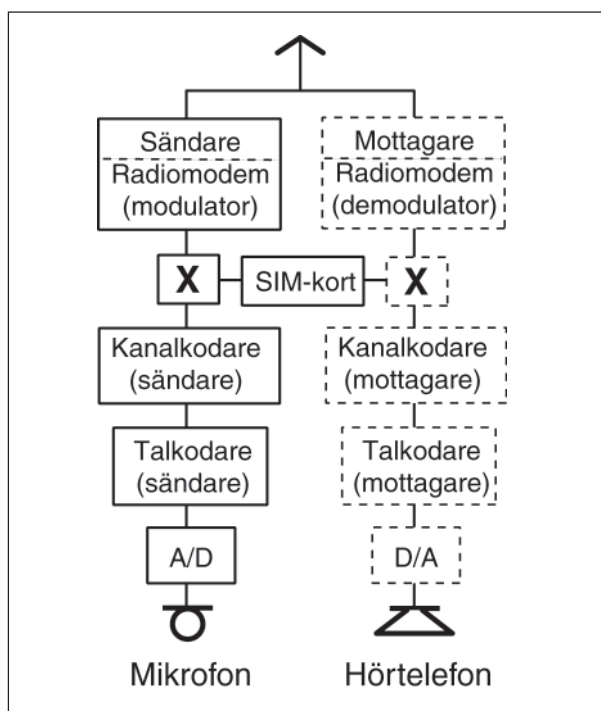 Sändare
Radiomodem
(modulator)
Mottagare
Radiomodem
(demodulator)
X
SIM-kort
X
Kanalkodare
(sändare)
Kanalkodare
(mottagare)
Talkodare
(sändare)
Talkodare
(mottagare)
A/D
D/A
Mikrofon
Hörtelefon